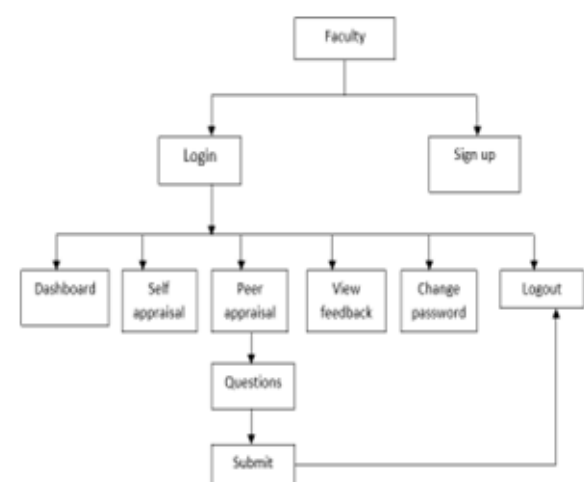 Faculty
Login
Sign up
Dashboard
Self
appraisal
Peer
appraisal
View
feedback
Change
password
Logout
Questions
Submit